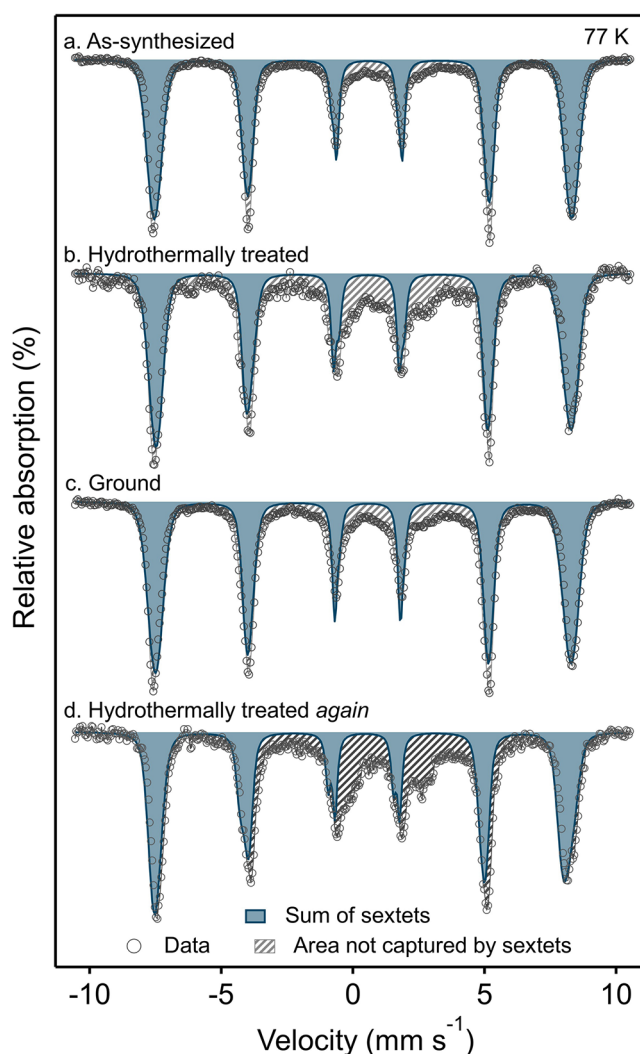 a. As-synthesized
77 K
b. Hydrothermally treated
c. Ground
d. Hydrothermally treated again
Sum of sextets
Data
Area not captured by sextets
-10
-5
0
5
10
Velocity (mm s⁻¹)
Relative absorption (%)